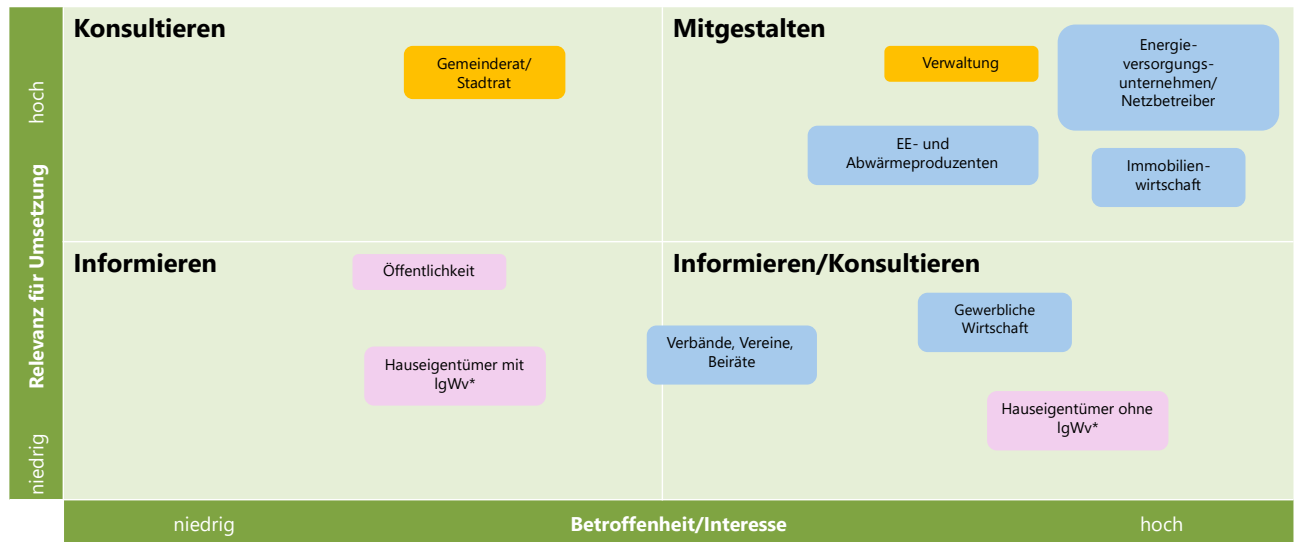 Konsultieren
Gemeinderat/
Stadtrat
Mitgestalten
Verwaltung
Energie-
versorgungs-
unternehmen/
Netzbetreiber
EE- und
Abwärmeproduzenten
Immobilien-
wirtschaft
Informieren
Öffentlichkeit
Hauseigentümer mit
lgWv*
Informieren/Konsultieren
Gewerbliche
Wirtschaft
Verbände, Vereine,
Beiräte
Hauseigentümer ohne
lgWv*
hoch
Relevanz für Umsetzung
niedrig
niedrig
Betroffenheit/Interesse
hoch